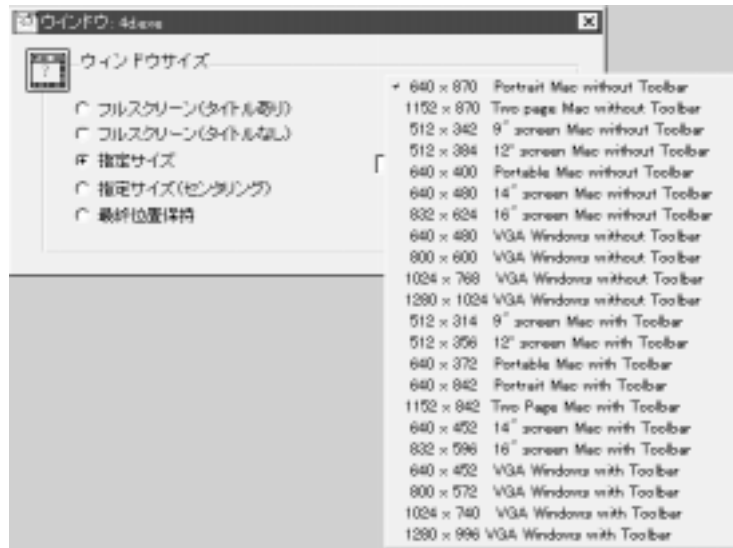 ウインドウ: 4d.exe
ウィンドウサイズ
フルスクリーン(タイトル寄り)
フルスクリーン(タイトルなし)
指定サイズ
指定サイズ(センタリング)
最終位置保持
640 x 870 Portrait Mac without Toolbar
1152 x 870 Two page Mac without Toolbar
512 x 342 9" screen Mac without Toolbar
512 x 384 12" screen Mac without Toolbar
640 x 400 Portable Mac without Toolbar
640 x 480 14" screen Mac without Toolbar
832 x 624 16" screen Mac without Toolbar
640 x 480 VGA Windows without Toolbar
800 x 600 VGA Windows without Toolbar
1024 x 768 VGA Windows without Toolbar
1280 x 1024 VGA Windows without Toolbar
512 x 314 9" screen Mac with Toolbar
512 x 356 12" screen Mac with Toolbar
640 x 372 Portable Mac with Toolbar
640 x 842 Portrait Mac with Toolbar
1152 x 842 Two Page Mac with Toolbar
640 x 452 14" screen Mac with Toolbar
832 x 596 16" screen Mac with Toolbar
640 x 452 VGA Windows with Toolbar
800 x 572 VGA Windows with Toolbar
1024 x 740 VGA Windows with Toolbar
1280 x 996 VGA Windows with Toolbar